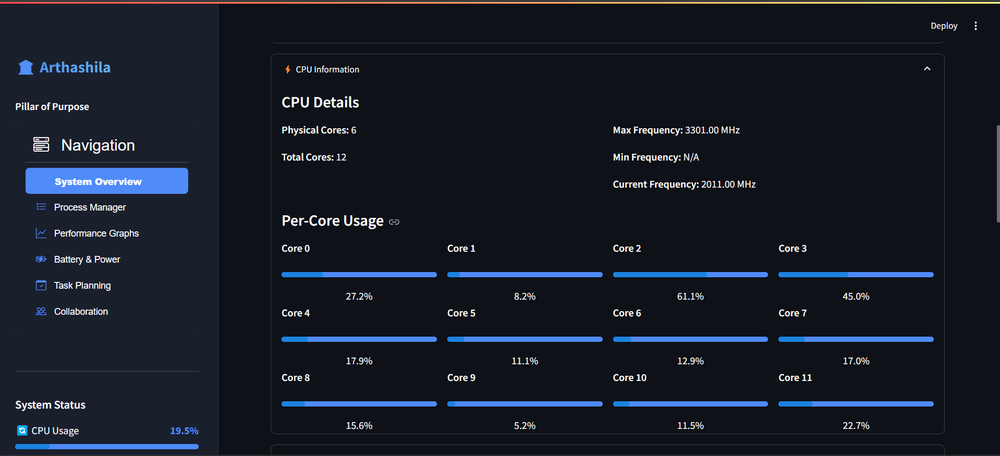 Deploy
Arthashila
Pillar of Purpose
Navigation
System Overview
Process Manager
Performance Graphs
Battery & Power
Task Planning
Collaboration
System Status
CPU Usage 19.5%
CPU Information
CPU Details
Physical Cores: 6
Total Cores: 12
Max Frequency: 3301.00 MHz
Min Frequency: N/A
Current Frequency: 2011.00 MHz
Per-Core Usage
Core 0 Core 1 Core 2 Core 3
27.2% 8.2% 61.1% 45.0%
Core 4 Core 5 Core 6 Core 7
17.9% 11.1% 12.9% 17.0%
Core 8 Core 9 Core 10 Core 11
15.6% 5.2% 11.5% 22.7%